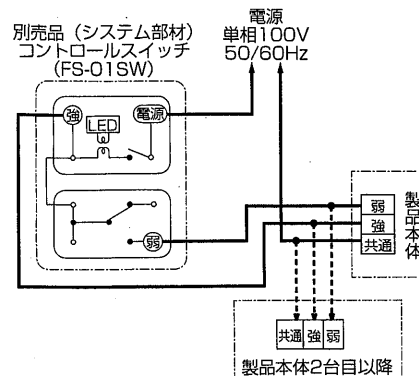 別売品（システム部材）
コントロールスイッチ
（FS-01SW）
電源
単相100V
50/60Hz
強
LED
電源
弱
弱
強
共通
製品本体
共通 強 弱
製品本体2台目以降